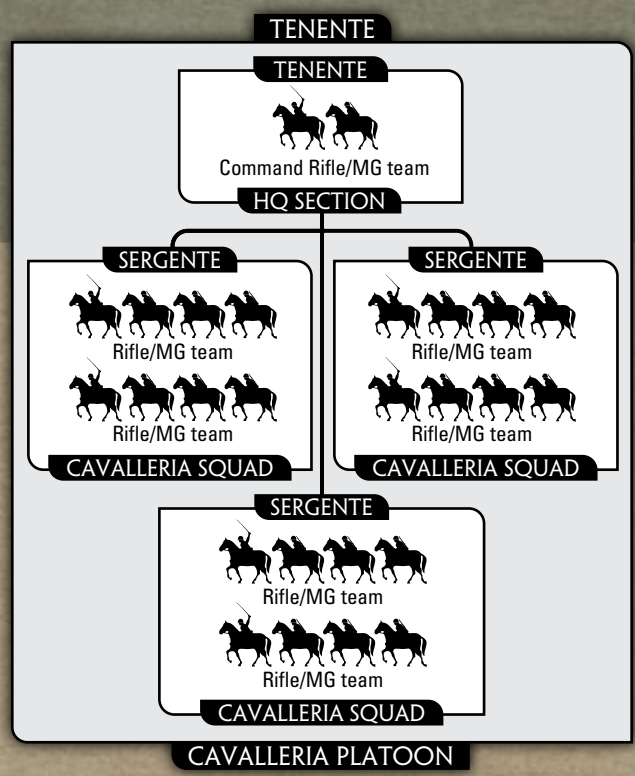 TENENTE
TENENTE
Command Rifle/MG team
HQ SECTION
SERGENTE
Rifle/MG team
Rifle/MG team
CAVALLERIA SQUAD
SERGENTE
Rifle/MG team
Rifle/MG team
CAVALLERIA SQUAD
SERGENTE
Rifle/MG team
Rifle/MG team
CAVALLERIA SQUAD
CAVALLERIA PLATOON